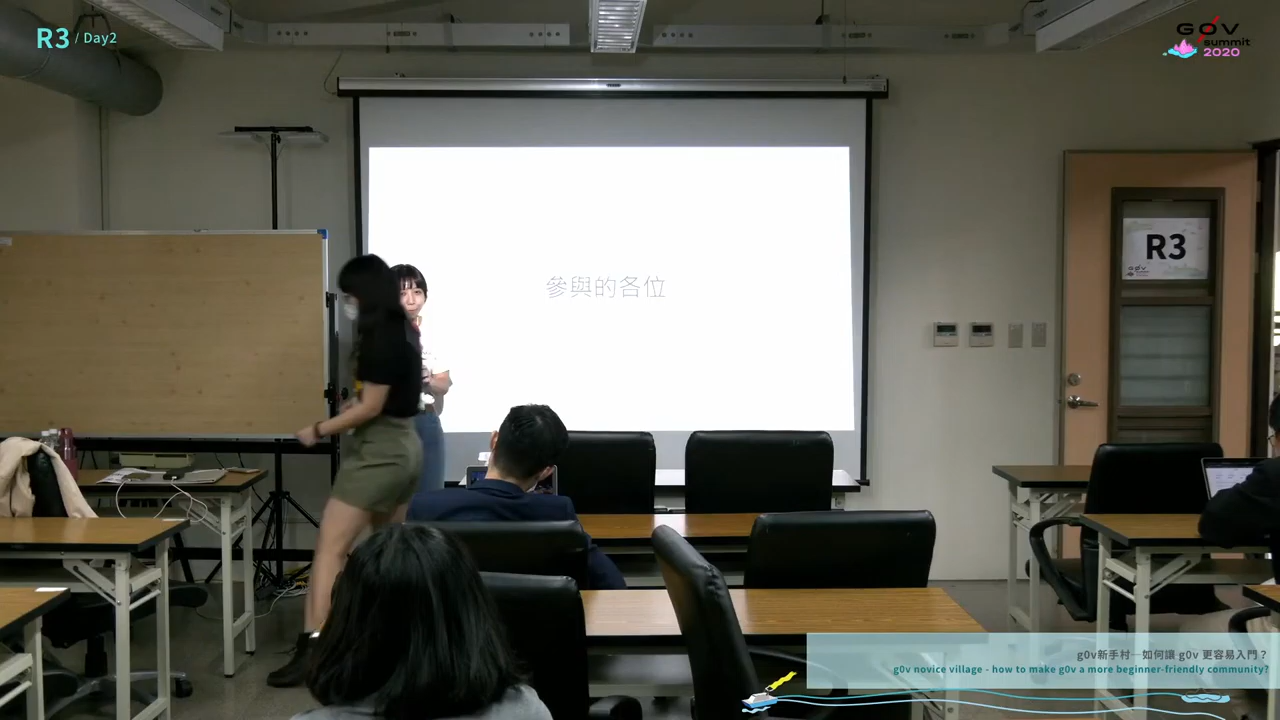 R3 / Day2
g0v
summit
2020
參與的各位
R3
g0v
g0v新手村—如何讓 g0v 更容易入門？
g0v novice village - how to make g0v a more beginner-friendly community?